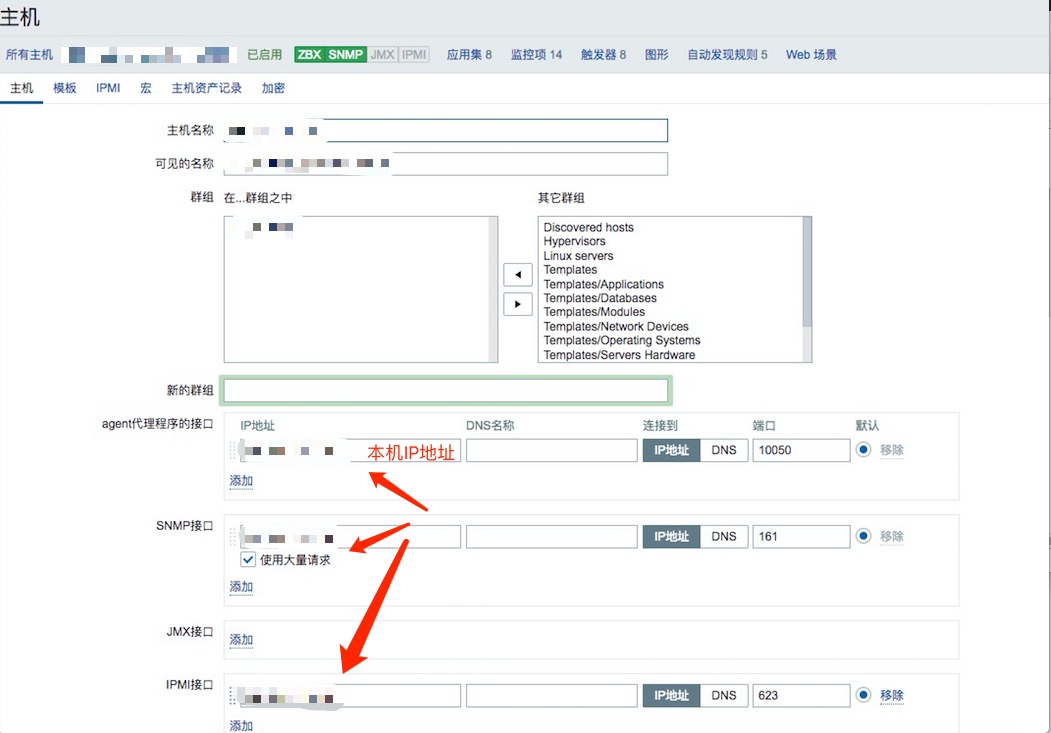 主机
所有主机 已启用 ZBX SNMP JMX IPMI 应用集 8 监控项 14 触发器 8 图形 自动发现规则 5 Web 场景
主机 模板 IPMI 宏 主机资产记录 加密
主机名称
可见的名称
群组 在...群组之中 其它群组
Discovered hosts
Hypervisors
Linux servers
Templates
Templates/Applications
Templates/Databases
Templates/Modules
Templates/Network Devices
Templates/Operating Systems
Templates/Servers Hardware
新的群组
agent代理程序的接口 IP地址 DNS名称 连接到 端口 默认
本机IP地址 IP地址 DNS 10050 移除
添加
SNMP接口 IP地址 DNS 161 移除
使用大量请求
添加
JMX接口 添加
IPMI接口 IP地址 DNS 623 移除
添加